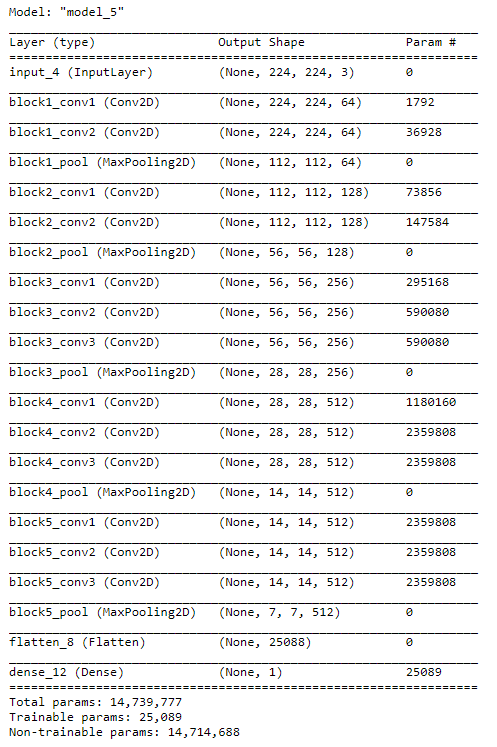 Model: "model_5"
_________________________________________________________________
Layer (type)                 Output Shape              Param #
=================================================================
input_4 (InputLayer)         (None, 224, 224, 3)       0
_________________________________________________________________
block1_conv1 (Conv2D)        (None, 224, 224, 64)      1792
_________________________________________________________________
block1_conv2 (Conv2D)        (None, 224, 224, 64)      36928
_________________________________________________________________
block1_pool (MaxPooling2D)   (None, 112, 112, 64)      0
_________________________________________________________________
block2_conv1 (Conv2D)        (None, 112, 112, 128)     73856
_________________________________________________________________
block2_conv2 (Conv2D)        (None, 112, 112, 128)     147584
_________________________________________________________________
block2_pool (MaxPooling2D)   (None, 56, 56, 128)       0
_________________________________________________________________
block3_conv1 (Conv2D)        (None, 56, 56, 256)       295168
_________________________________________________________________
block3_conv2 (Conv2D)        (None, 56, 56, 256)       590080
_________________________________________________________________
block3_conv3 (Conv2D)        (None, 56, 56, 256)       590080
_________________________________________________________________
block3_pool (MaxPooling2D)   (None, 28, 28, 256)       0
_________________________________________________________________
block4_conv1 (Conv2D)        (None, 28, 28, 512)       1180160
_________________________________________________________________
block4_conv2 (Conv2D)        (None, 28, 28, 512)       2359808
_________________________________________________________________
block4_conv3 (Conv2D)        (None, 28, 28, 512)       2359808
_________________________________________________________________
block4_pool (MaxPooling2D)   (None, 14, 14, 512)       0
_________________________________________________________________
block5_conv1 (Conv2D)        (None, 14, 14, 512)       2359808
_________________________________________________________________
block5_conv2 (Conv2D)        (None, 14, 14, 512)       2359808
_________________________________________________________________
block5_conv3 (Conv2D)        (None, 14, 14, 512)       2359808
_________________________________________________________________
block5_pool (MaxPooling2D)   (None, 7, 7, 512)         0
_________________________________________________________________
flatten_8 (Flatten)          (None, 25088)             0
_________________________________________________________________
dense_12 (Dense)             (None, 1)                 25089
=================================================================
Total params: 14,739,777
Trainable params: 25,089
Non-trainable params: 14,714,688